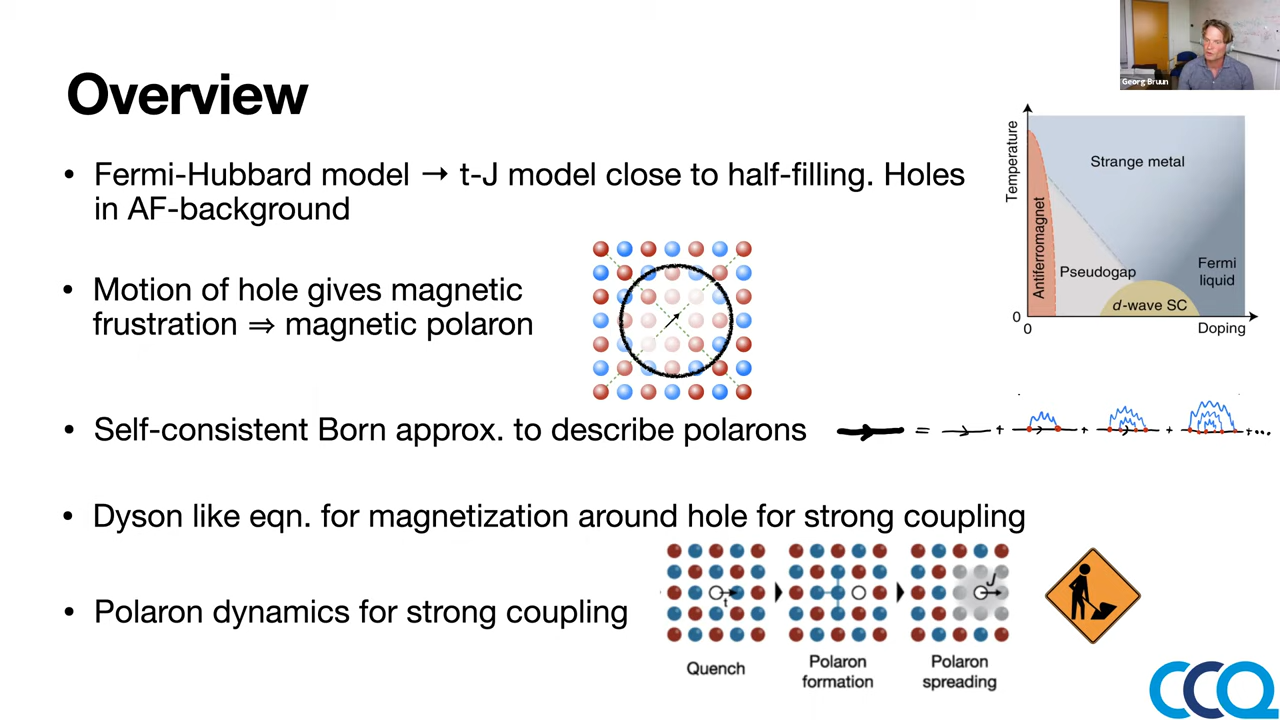 Georg Bruun
Overview
• Fermi-Hubbard model → t-J model close to half-filling. Holes
in AF-background
Temperature
Strange metal
Antiferromagnet
Pseudogap
Fermi
liquid
d-wave SC
0
0
Doping
• Motion of hole gives magnetic
frustration ⇒ magnetic polaron
• Self-consistent Born approx. to describe polarons
= + + + +...
• Dyson like eqn. for magnetization around hole for strong coupling
t
J
• Polaron dynamics for strong coupling
Quench
Polaron
formation
Polaron
spreading
CCQ